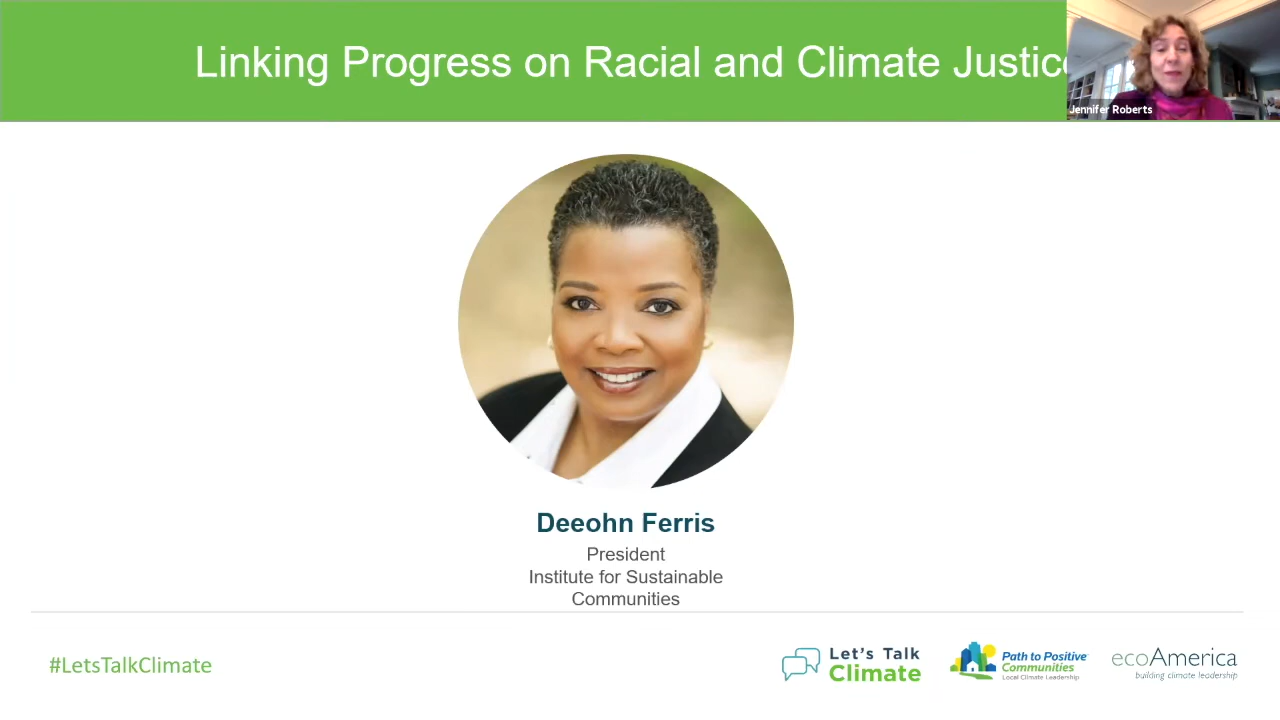 Linking Progress on Racial and Climate Justice
Jennifer Roberts
Deeohn Ferris
President
Institute for Sustainable
Communities
#LetsTalkClimate
Let's Talk
Climate
Path to Positive
Communities
Local Climate Leadership
ecoAmerica
building climate leadership